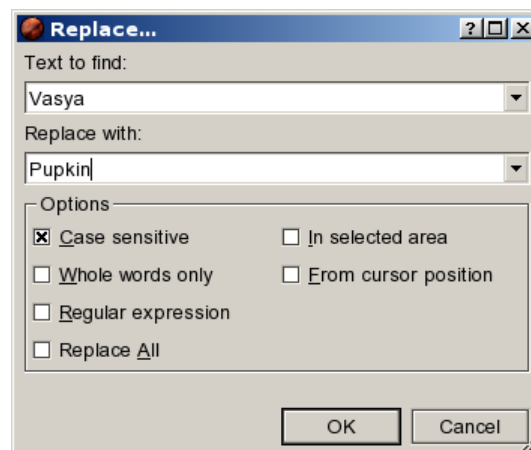 Replace...
Text to find:
Vasya
Replace with:
Pupkin
Options
Case sensitive
In selected area
Whole words only
From cursor position
Regular expression
Replace All
OK
Cancel